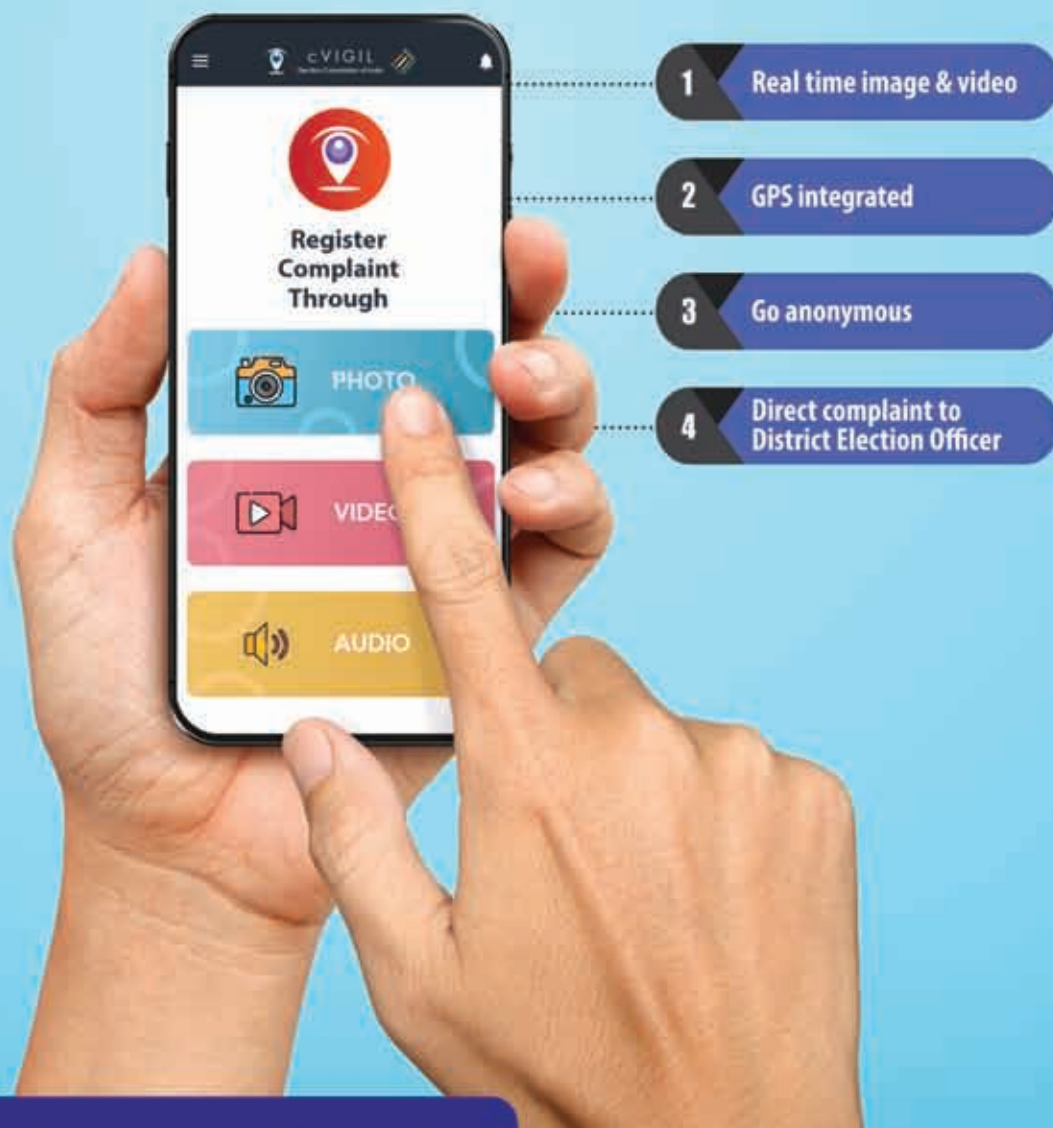 cVIGIL
Register
Complaint
Through
PHOTO
VIDEO
AUDIO
1 Real time image & video
2 GPS integrated
3 Go anonymous
4 Direct complaint to
District Election Officer